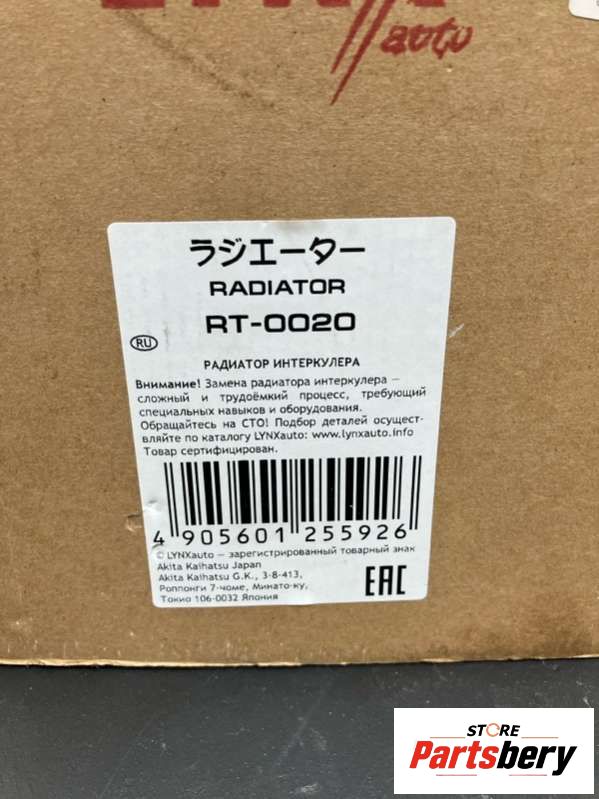 auto
ラジエーター
RADIATOR
RT-0020
RU
РАДИАТОР ИНТЕРКУЛЕРА
Внимание! Замена радиатора интеркулера –
сложный и трудоёмкий процесс, требующий
специальных навыков и оборудования.
Обращайтесь на СТО! Подбор деталей осущест-
вляйте по каталогу LYNXauto: www.lynxauto.info
Товар сертифицирован.
4 905601 255926
© LYNXauto – зарегистрированный товарный знак
Akita Kaihatsu Japan
Akita Kaihatsu G.K., 3-8-413,
Роппонги 7-чоме, Минато-ку,
Токио 106-0032 Япония
EAC
STORE
Partsbery